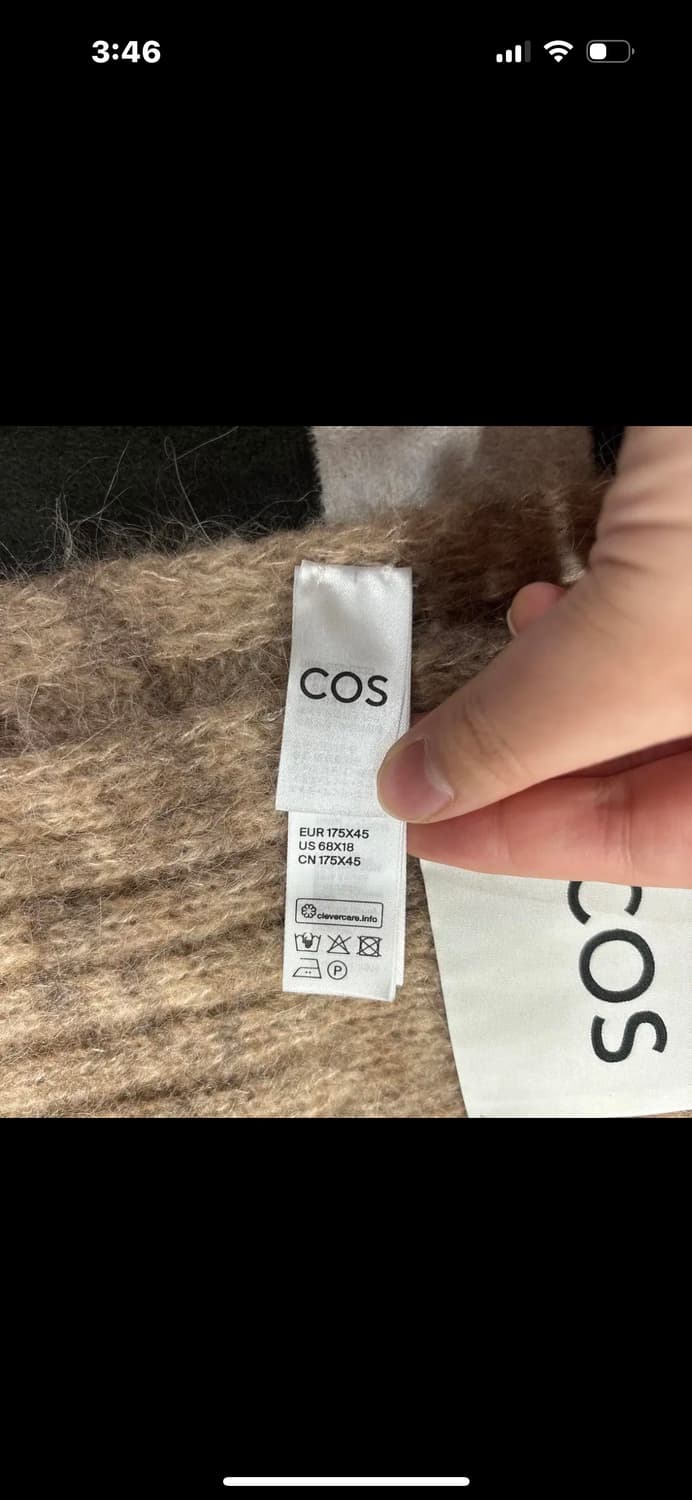 3:46
COS
EUR 175X45
US 68X18
CN 175X45
clevercare.info
P
COS